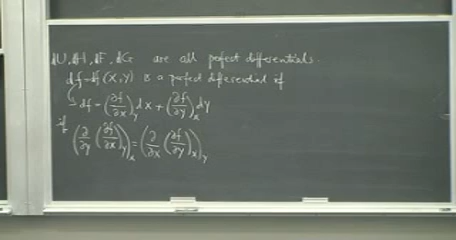 dU, dH, dF, dG are all perfect differentials.
df = df(x,y) is a perfect differential if
df = (∂f/∂x)_y dx + (∂f/∂y)_x dy
if
(∂/∂y (∂f/∂x)_y)_x = (∂/∂x (∂f/∂y)_x)_y